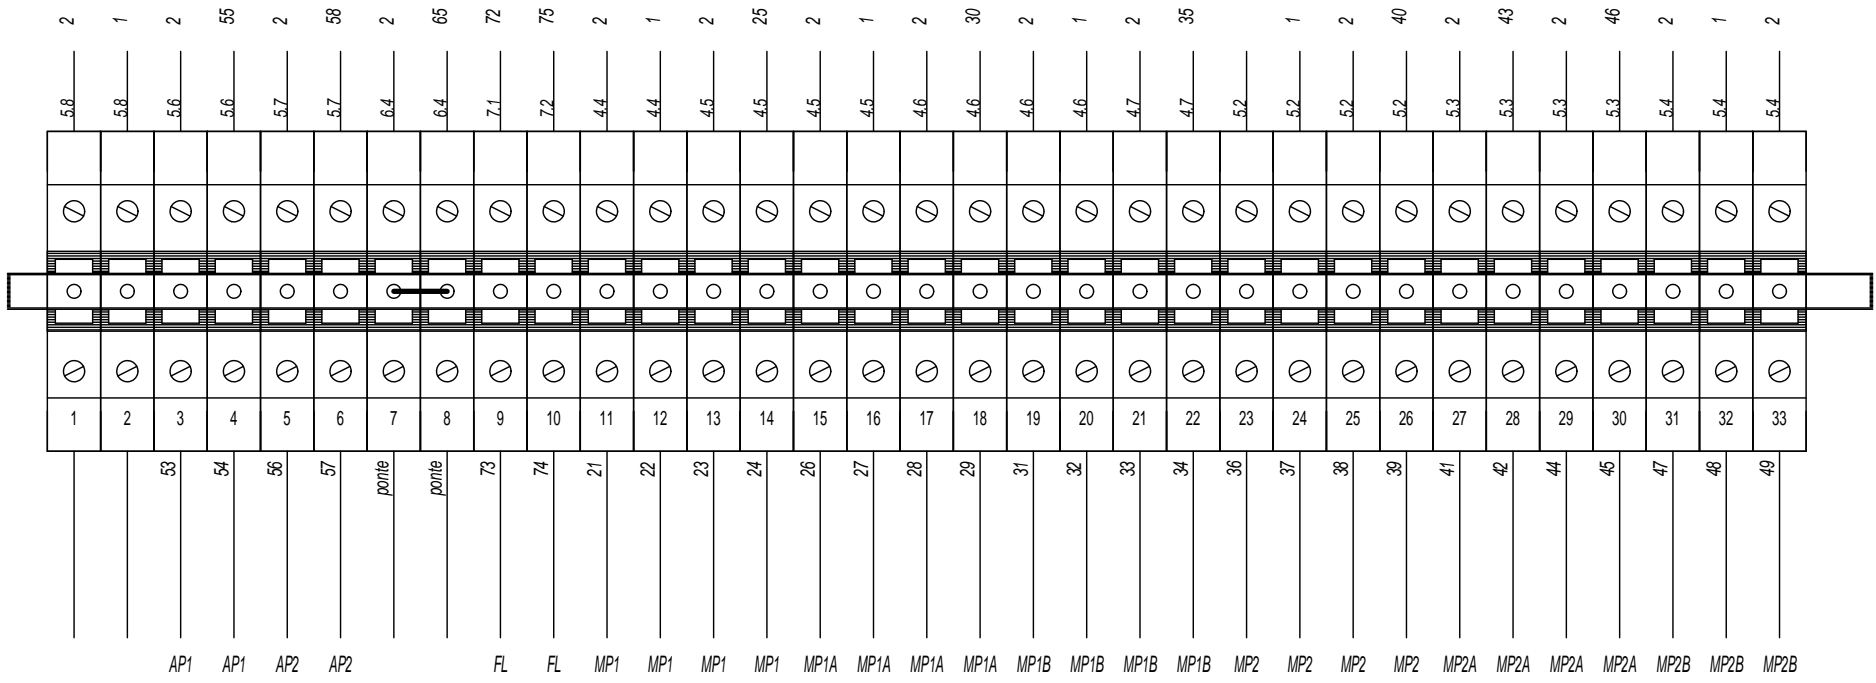 2 1 2 55 2 58 2 65 72 75 2 1 2 25 2 1 2 30 2 1 2 35 1 2 40 2 43 2 46 2 1 2
5.8 5.8 5.6 5.6 5.7 5.7 6.4 6.4 7.1 7.2 4.4 4.4 4.5 4.5 4.5 4.5 4.6 4.6 4.6 4.6 4.7 4.7 5.2 5.2 5.2 5.2 5.3 5.3 5.3 5.3 5.4 5.4 5.4
1 2 3 4 5 6 7 8 9 10 11 12 13 14 15 16 17 18 19 20 21 22 23 24 25 26 27 28 29 30 31 32 33
53 54 56 57 ponte ponte 73 74 21 22 23 24 26 27 28 29 31 32 33 34 36 37 38 39 41 42 44 45 47 48 49
AP1 AP1 AP2 AP2 FL FL MP1 MP1 MP1 MP1 MP1A MP1A MP1A MP1A MP1B MP1B MP1B MP1B MP2 MP2 MP2 MP2 MP2A MP2A MP2A MP2A MP2B MP2B MP2B